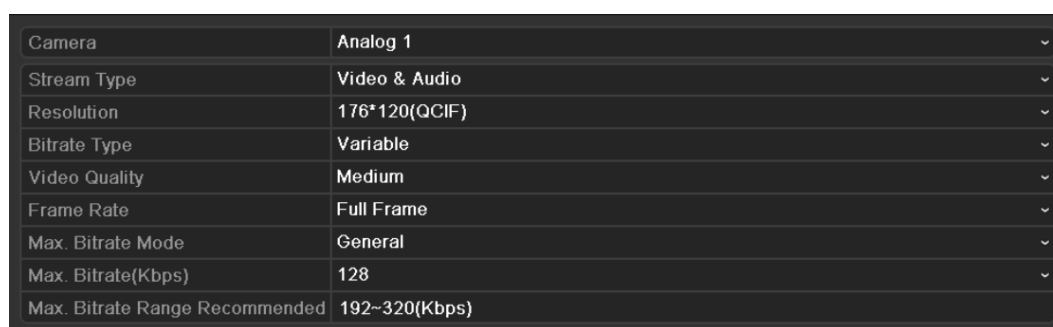 Camera Analog 1
Stream Type Video & Audio
Resolution 176*120(QCIF)
Bitrate Type Variable
Video Quality Medium
Frame Rate Full Frame
Max. Bitrate Mode General
Max. Bitrate(Kbps) 128
Max. Bitrate Range Recommended 192~320(Kbps)